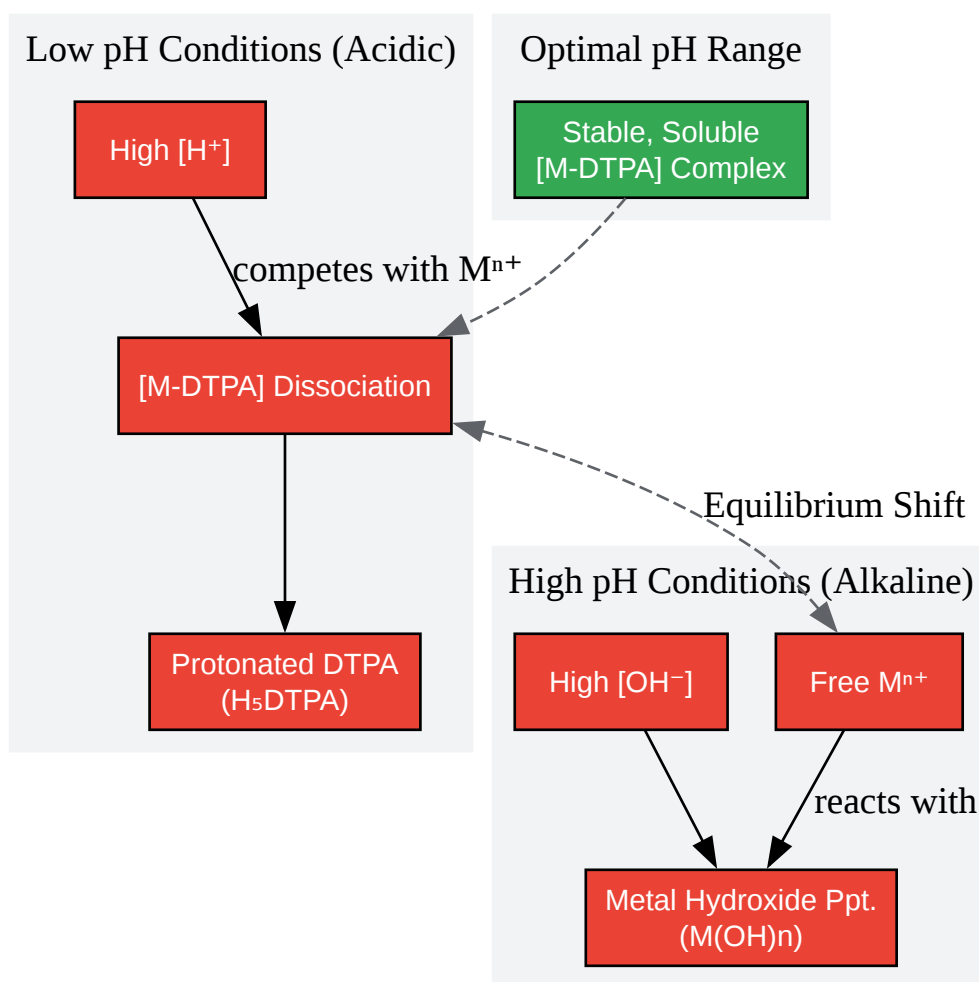 Low pH Conditions (Acidic)
Optimal pH Range
High [H⁺]
Stable, Soluble
[M-DTPA] Complex
competes with Mⁿ⁺
[M-DTPA] Dissociation
Equilibrium Shift
High pH Conditions (Alkaline)
Protonated DTPA
(H₅DTPA)
High [OH⁻]
Free Mⁿ⁺
reacts with
Metal Hydroxide Ppt.
(M(OH)n)